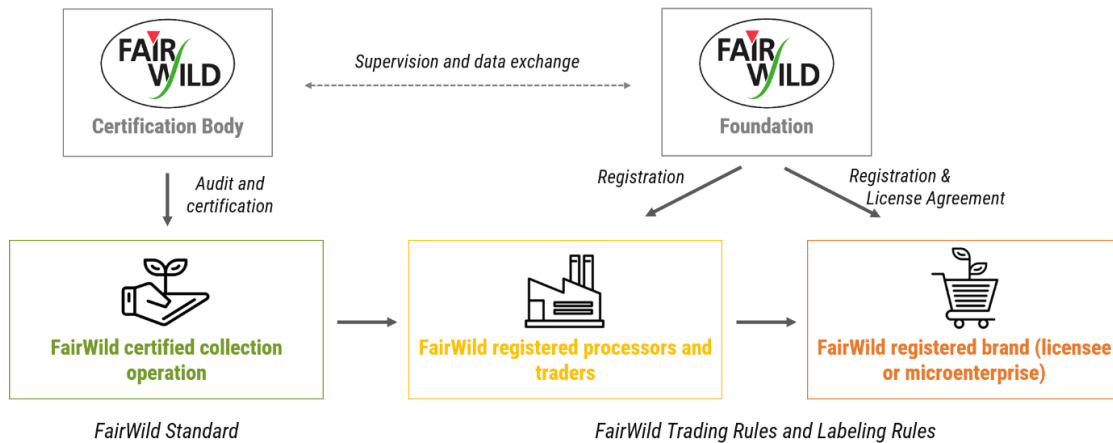 FAIR
WILD
Certification Body
Supervision and data exchange
FAIR
WILD
Foundation
Audit and
certification
Registration
Registration &
License Agreement
FairWild certified collection
operation
FairWild registered processors and
traders
FairWild registered brand (licensee
or microenterprise)
FairWild Standard
FairWild Trading Rules and Labeling Rules